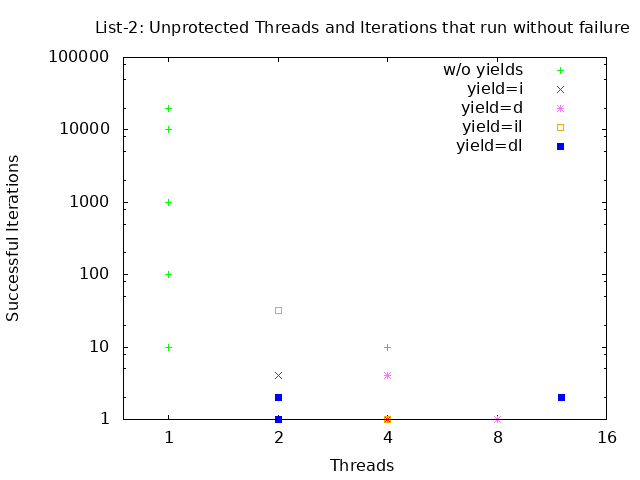 List-2: Unprotected Threads and Iterations that run without failure
100000
10000
1000
100
10
1
Successful Iterations
w/o yields
yield=i
yield=d
yield=il
yield=dl
1 2 4 8 16
Threads